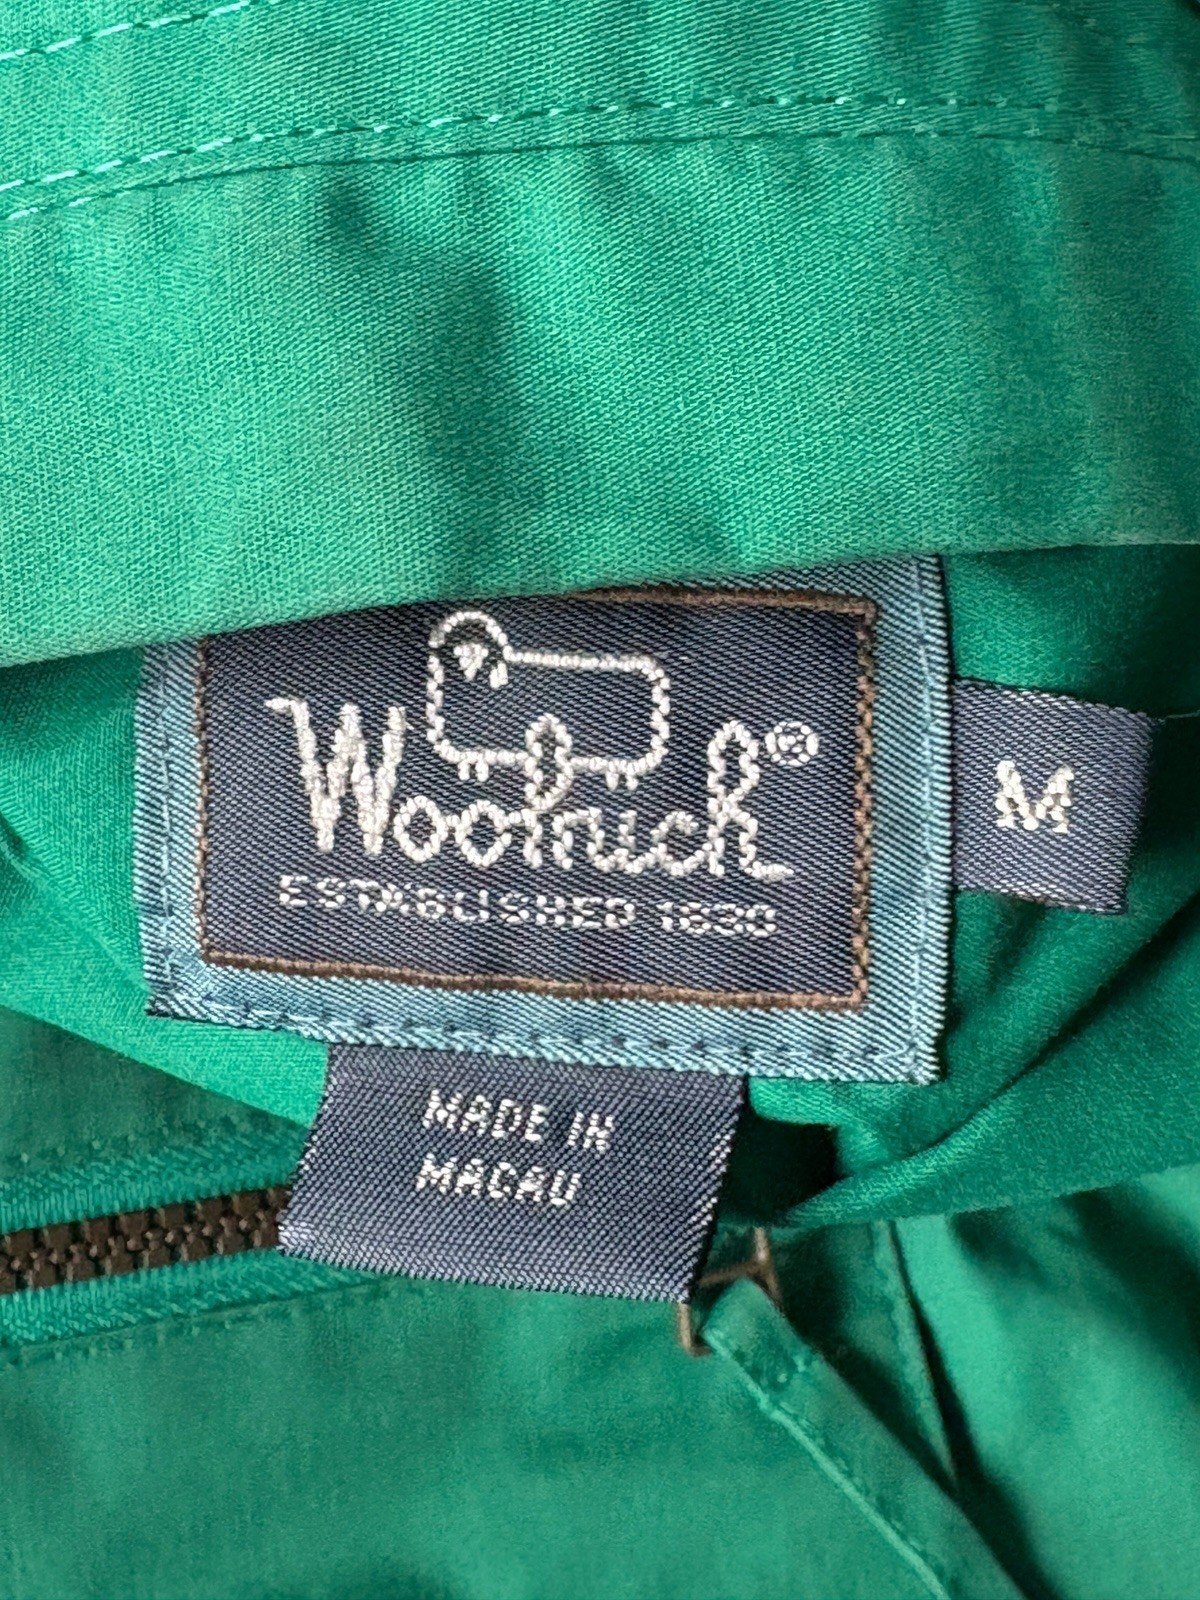 Woolrich®
ESTABLISHED 1830
M
MADE IN
MACAU